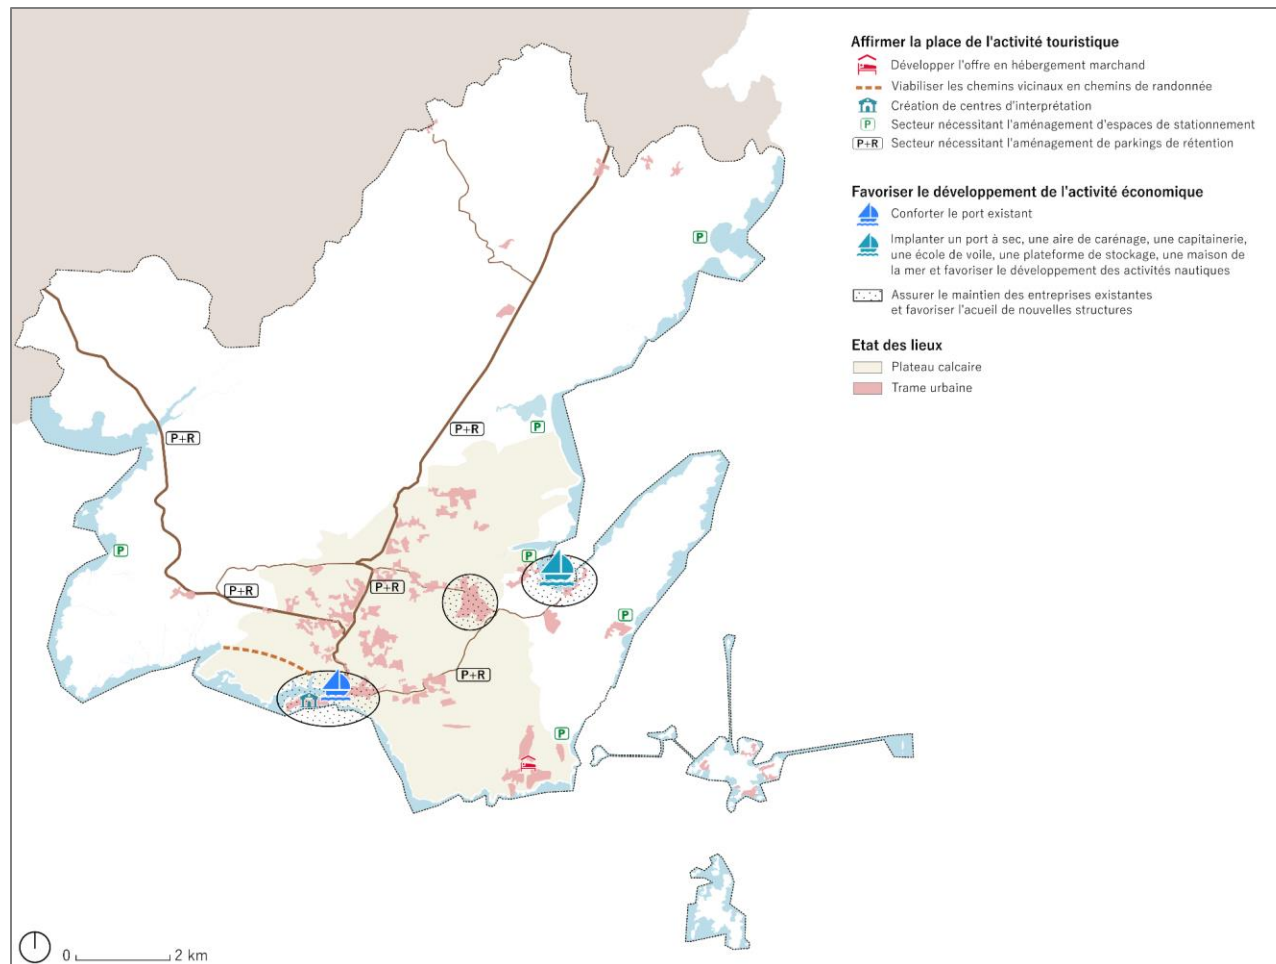 Affirmer la place de l'activité touristique
Développer l'offre en hébergement marchand
Viabiliser les chemins vicinaux en chemins de randonnée
Création de centres d'interprétation
P Secteur nécessitant l'aménagement d'espaces de stationnement
P+R Secteur nécessitant l'aménagement de parkings de rétention
Favoriser le développement de l'activité économique
Conforter le port existant
Implanter un port à sec, une aire de carénage, une capitainerie,
une école de voile, une plateforme de stockage, une maison de
la mer et favoriser le développement des activités nautiques
Assurer le maintien des entreprises existantes
et favoriser l'acueil de nouvelles structures
Etat des lieux
Plateau calcaire
Trame urbaine
P
P
P+R
P+R
P
P
P+R
P+R
P
P+R
P
0 2 km